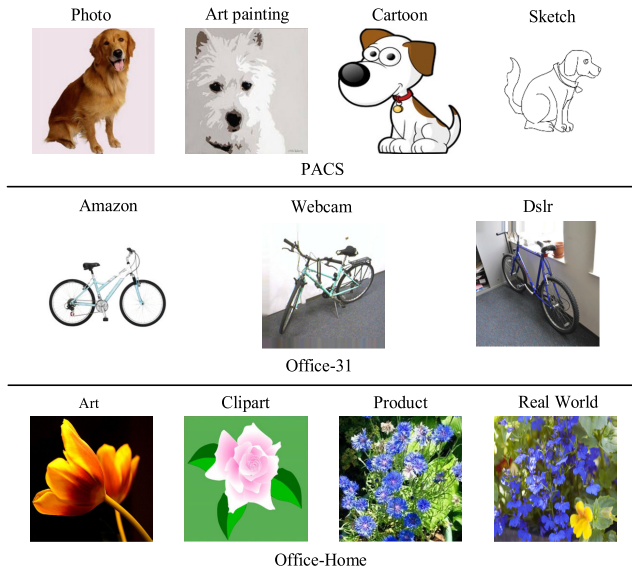 Photo Art painting Cartoon Sketch
PACS
Amazon Webcam Dslr
Office-31
Art Clipart Product Real World
Office-Home